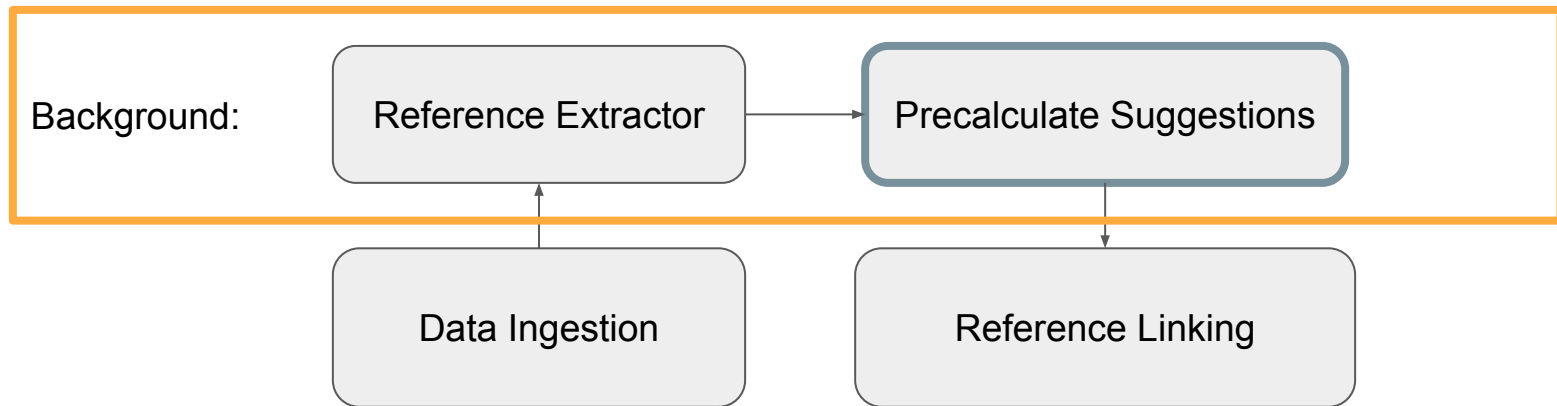 Background:
Reference Extractor
Precalculate Suggestions
Data Ingestion
Reference Linking